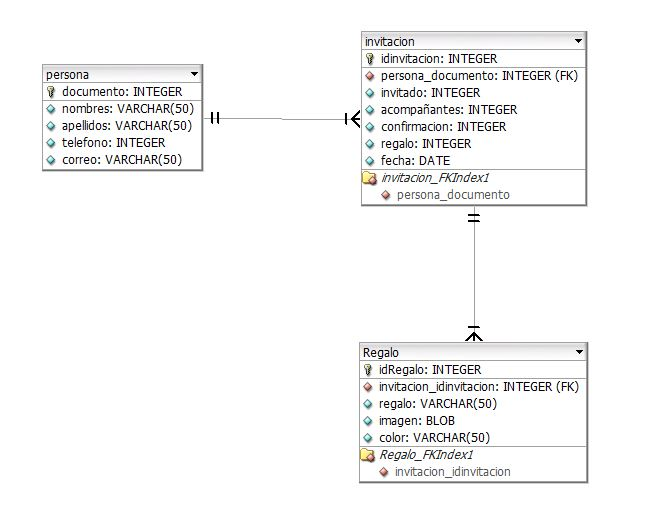 persona
documento: INTEGER
nombres: VARCHAR(50)
apellidos: VARCHAR(50)
telefono: INTEGER
correo: VARCHAR(50)
invitacion
idinvitacion: INTEGER
persona_documento: INTEGER (FK)
invitado: INTEGER
acompañantes: INTEGER
confirmacion: INTEGER
regalo: INTEGER
fecha: DATE
invitacion_FKIndex1
persona_documento
Regalo
idRegalo: INTEGER
invitacion_idinvitacion: INTEGER (FK)
regalo: VARCHAR(50)
imagen: BLOB
color: VARCHAR(50)
Regalo_FKIndex1
invitacion_idinvitacion